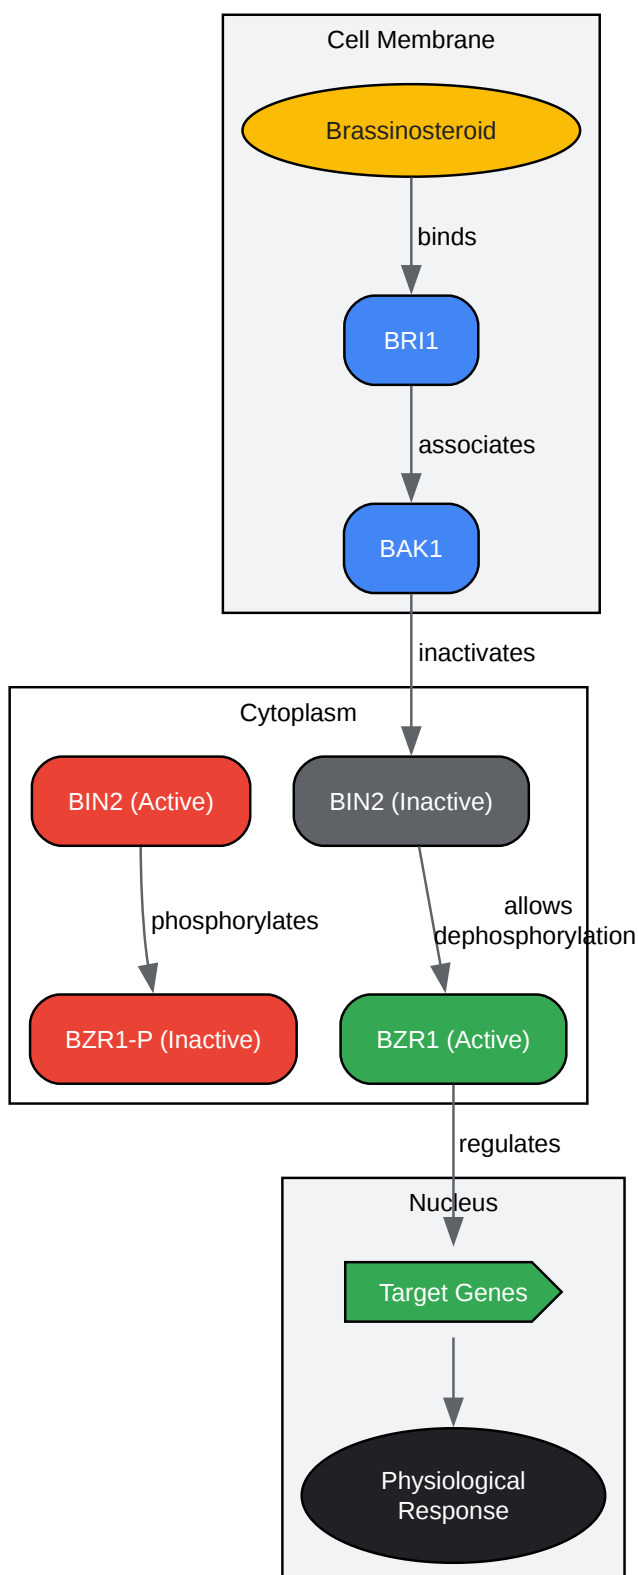 Cell Membrane
Brassinosteroid
binds
BRI1
associates
BAK1
inactivates
Cytoplasm
BIN2 (Active)
BIN2 (Inactive)
phosphorylates
allows
dephosphorylation
BZR1-P (Inactive)
BZR1 (Active)
regulates
Nucleus
Target Genes
Physiological
Response